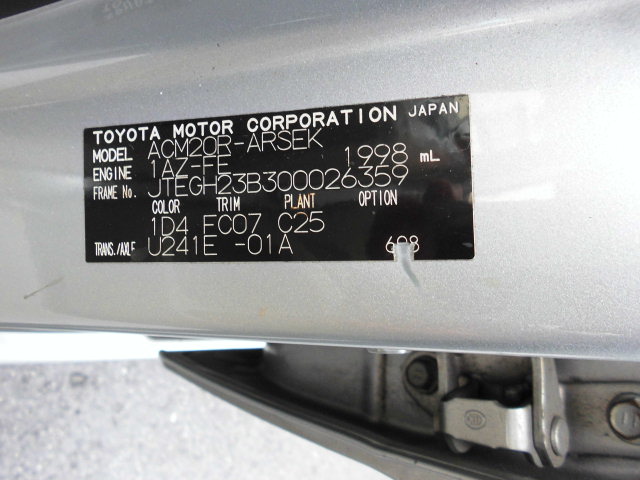 TOYOTA MOTOR CORPORATION JAPAN
MODEL ACM20R-ARSEK
ENGINE 1AZ-FE 1998 mL
FRAME No. JTEGH23B300026359
COLOR TRIM PLANT OPTION
1D4 FC07 C25
TRANS./AXLE U241E -01A 608